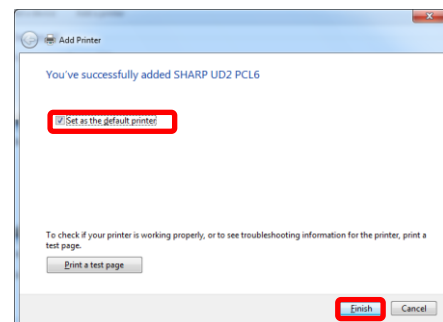 Add Printer
You've successfully added SHARP UD2 PCL6
Set as the default printer
To check if your printer is working properly, or to see troubleshooting information for the printer, print a
test page.
Print a test page
Finish
Cancel